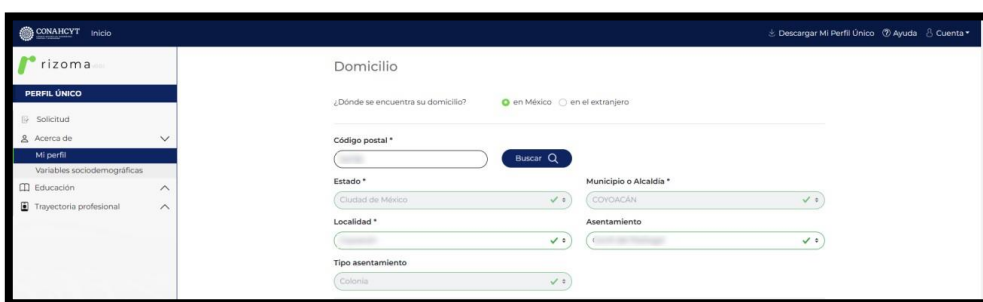 CONAHCYT Inicio Descargar Mi Perfil Único Ayuda Cuenta
rizoma
PERFIL ÚNICO
Solicitud
Acerca de
Mi perfil
Variables sociodemográficas
Educación
Trayectoria profesional
Domicilio
¿Dónde se encuentra su domicilio? en México en el extranjero
Código postal *
Buscar
Estado * Municipio o Alcaldía *
Ciudad de México COYOACÁN
Localidad * Asentamiento
Tipo asentamiento
Colonia